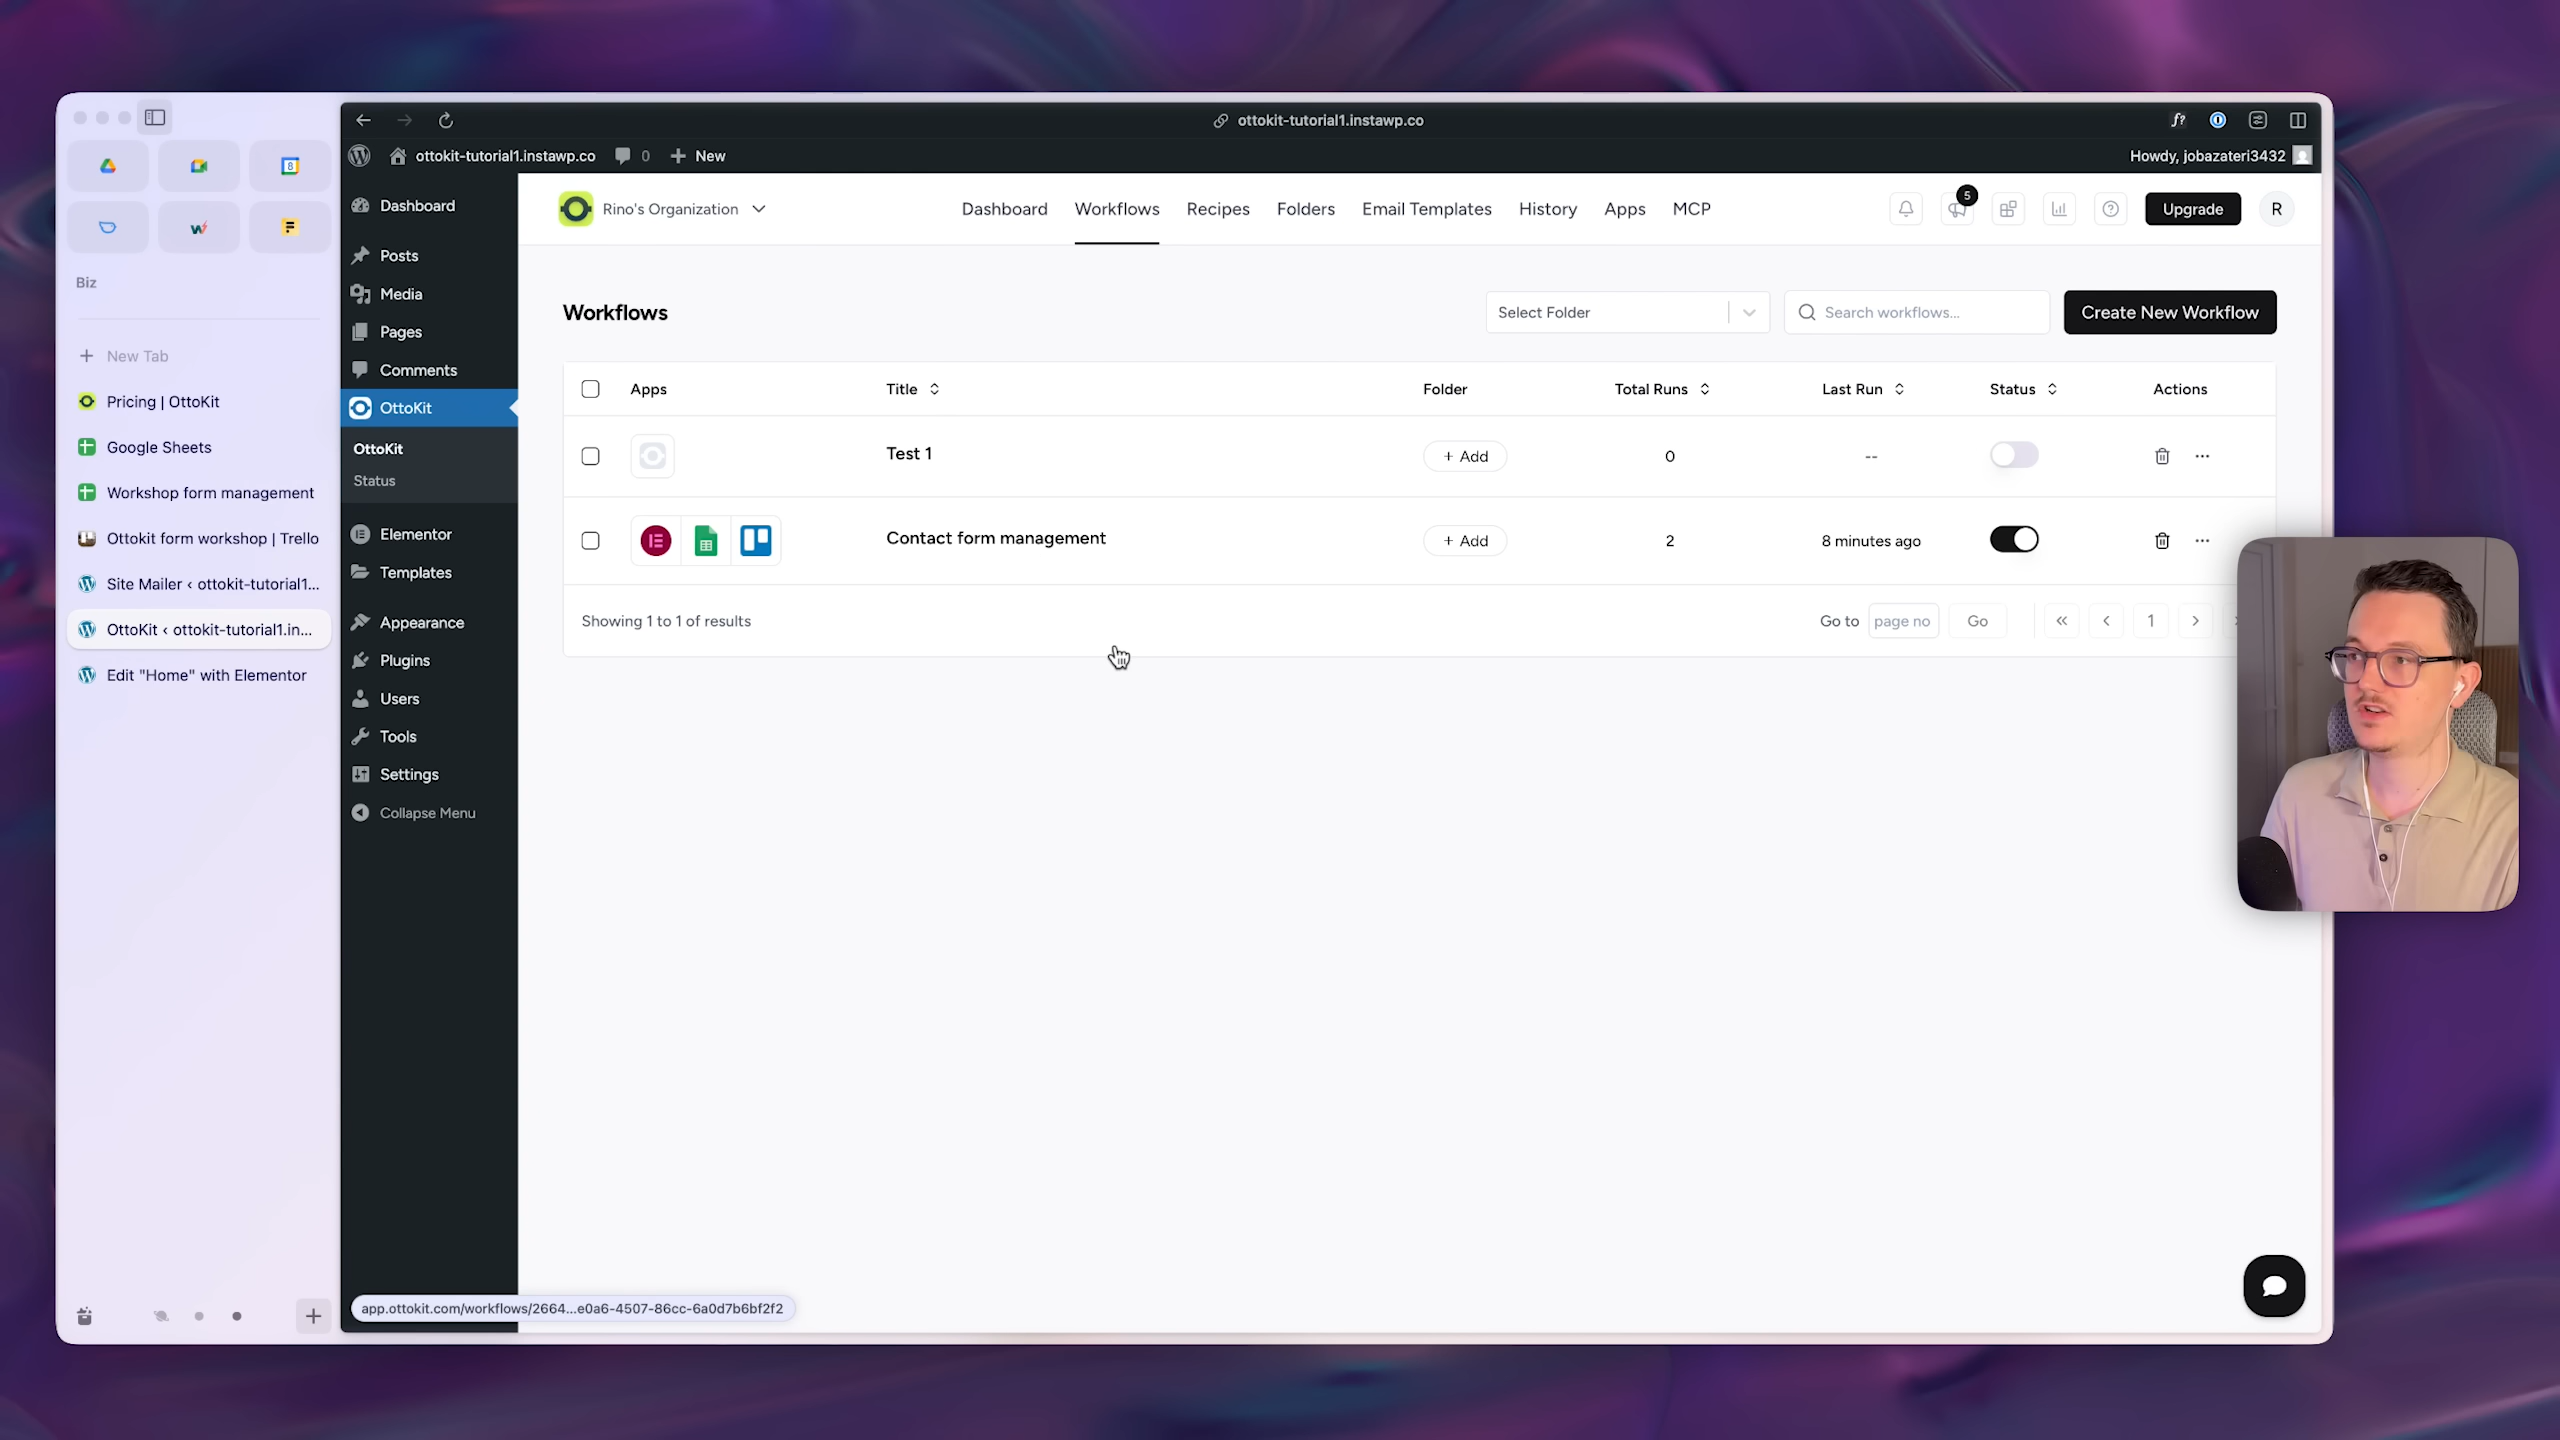 Biz
New Tab
Pricing | OttoKit
Google Sheets
Workshop form management
Ottokit form workshop | Trello
Site Mailer ‹ ottokit-tutorial1...
OttoKit ‹ ottokit-tutorial1.in...
Edit "Home" with Elementor
ottokit-tutorial1.instawp.co
f?
ottokit-tutorial1.instawp.co 0 New
Howdy, jobazateri3432
Dashboard
Posts
Media
Pages
Comments
OttoKit
OttoKit
Status
Elementor
Templates
Appearance
Plugins
Users
Tools
Settings
Collapse Menu
Rino's Organization
Dashboard Workflows Recipes Folders Email Templates History Apps MCP
5
Upgrade
R
Workflows
Select Folder
Search workflows...
Create New Workflow
Apps Title Folder Total Runs Last Run Status Actions
Test 1 + Add 0 --
Contact form management + Add 2 8 minutes ago
Showing 1 to 1 of results
Go to page no Go « ‹ 1 ›
app.ottokit.com/workflows/2664...e0a6-4507-86cc-6a0d7b6bf2f2